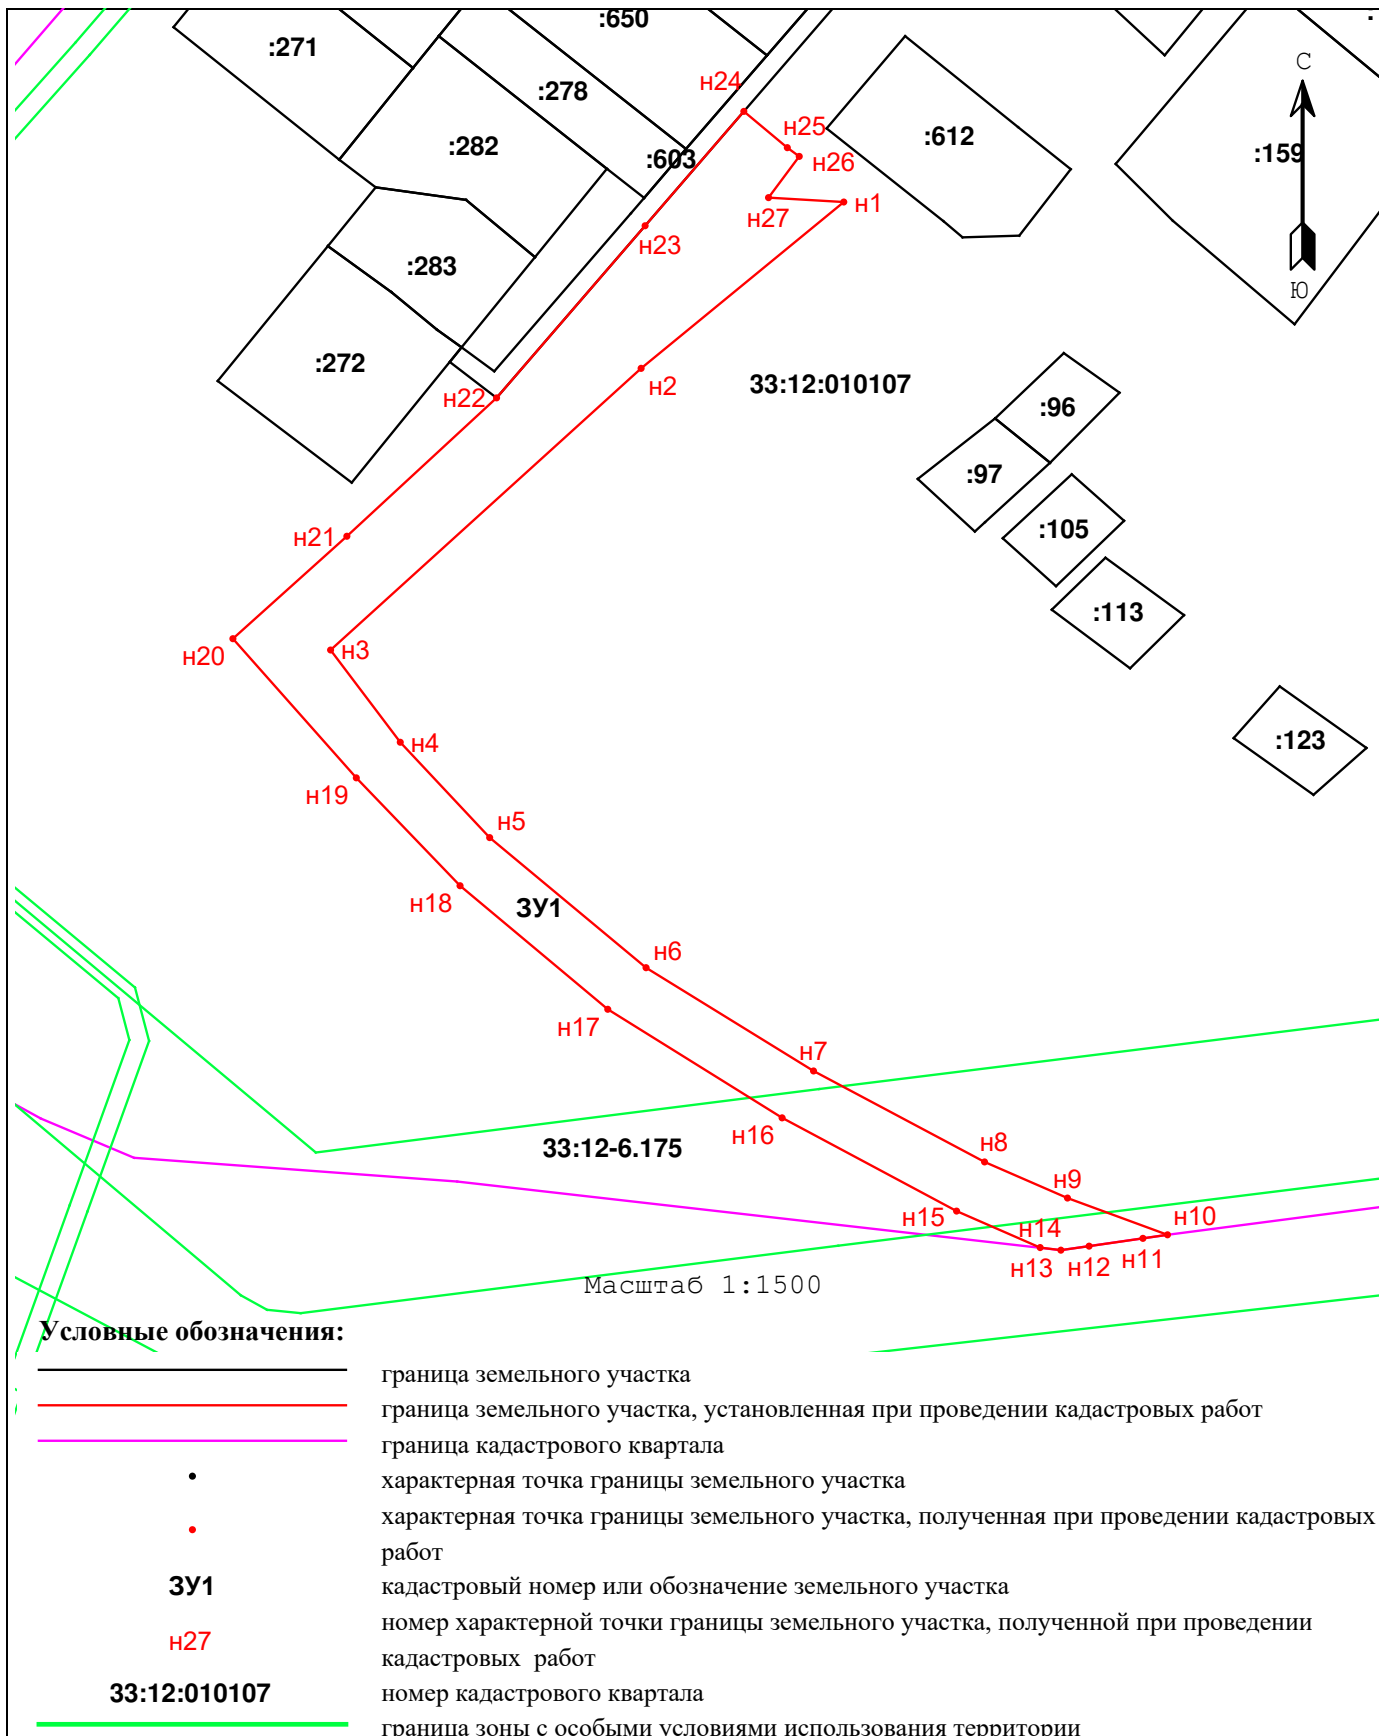 :650
:271
С
н24
:278
н25
:612
:282
:603
н26
:159
н27
н1
н23
:283
Ю
:272
н2
33:12:010107
н22
:96
:97
:105
н21
:113
н3
н20
:123
н4
н19
н5
н18
ЗУ1
н6
н17
н7
н16
33:12-6.175
н8
н9
н15
н14
н10
н13
н12
н11
Масштаб 1:1500
Условные обозначения:
граница земельного участка
граница земельного участка, установленная при проведении кадастровых работ
граница кадастрового квартала
характерная точка границы земельного участка
характерная точка границы земельного участка, полученная при проведении кадастровых
работ
ЗУ1 кадастровый номер или обозначение земельного участка
номер характерной точки границы земельного участка, полученной при проведении
н27
кадастровых работ
33:12:010107 номер кадастрового квартала
граница зоны с особыми условиями использования территории